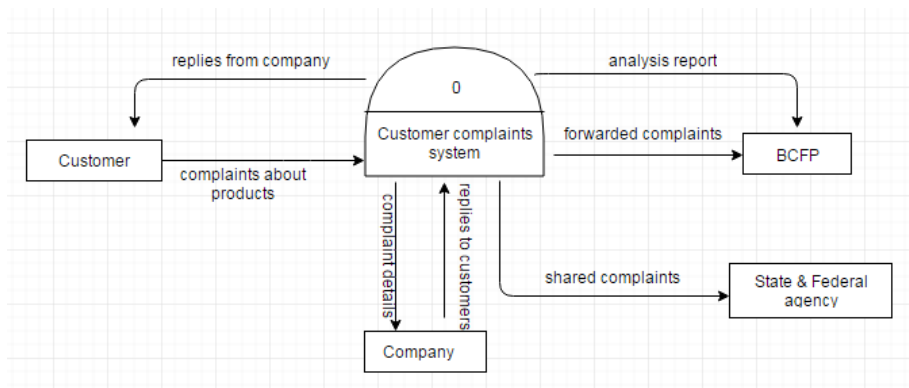 replies from company
analysis report
0
Customer complaints
system
forwarded complaints
Customer
BCFP
complaints about
products
complaint details
replies to customers
shared complaints
State & Federal
agency
Company